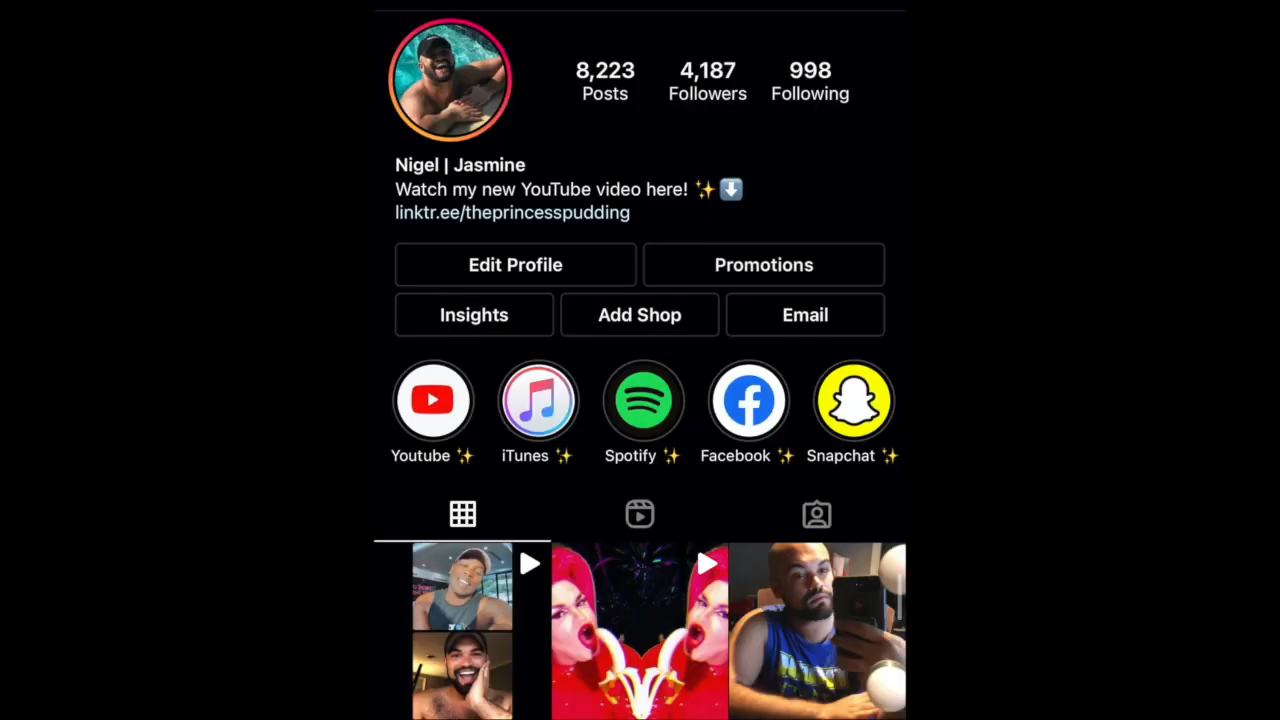 8,223 4,187 998
Posts Followers Following
Nigel | Jasmine
Watch my new YouTube video here! ✨⬇️
linktr.ee/theprincesspudding
Edit Profile Promotions
Insights Add Shop Email
Youtube ✨ iTunes ✨ Spotify ✨ Facebook ✨ Snapchat ✨